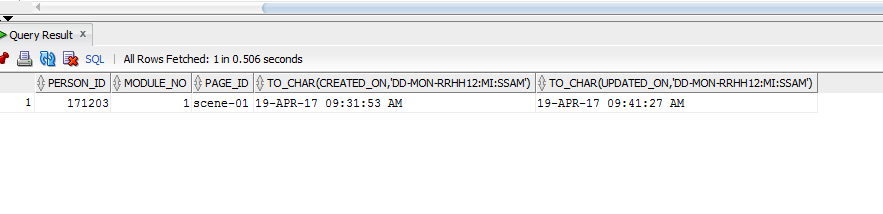 Query Result x
SQL | All Rows Fetched: 1 in 0.506 seconds
PERSON_ID MODULE_NO PAGE_ID TO_CHAR(CREATED_ON,'DD-MON-RRHH12:MI:SSAM') TO_CHAR(UPDATED_ON,'DD-MON-RRHH12:MI:SSAM')
1 171203 1 scene-01 19-APR-17 09:31:53 AM 19-APR-17 09:41:27 AM